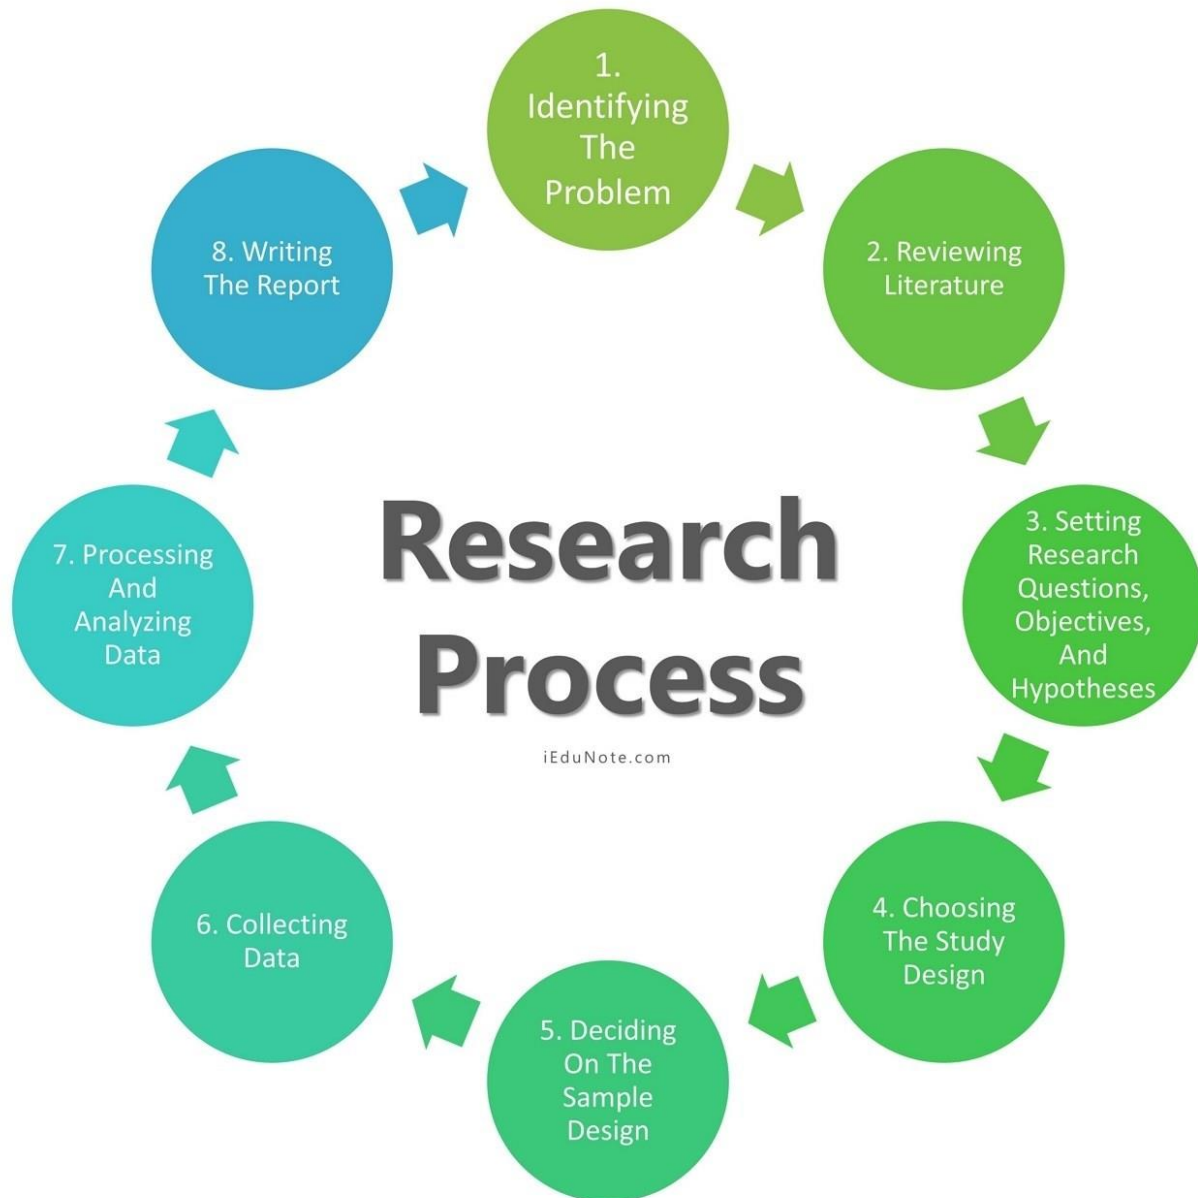 1.
Identifying
The
Problem
2. Reviewing
Literature
3. Setting
Research
Questions,
Objectives,
And
Hypotheses
4. Choosing
The Study
Design
5. Deciding
On The
Sample
Design
6. Collecting
Data
7. Processing
And
Analyzing
Data
8. Writing
The Report
Research
Process
iEduNote.com